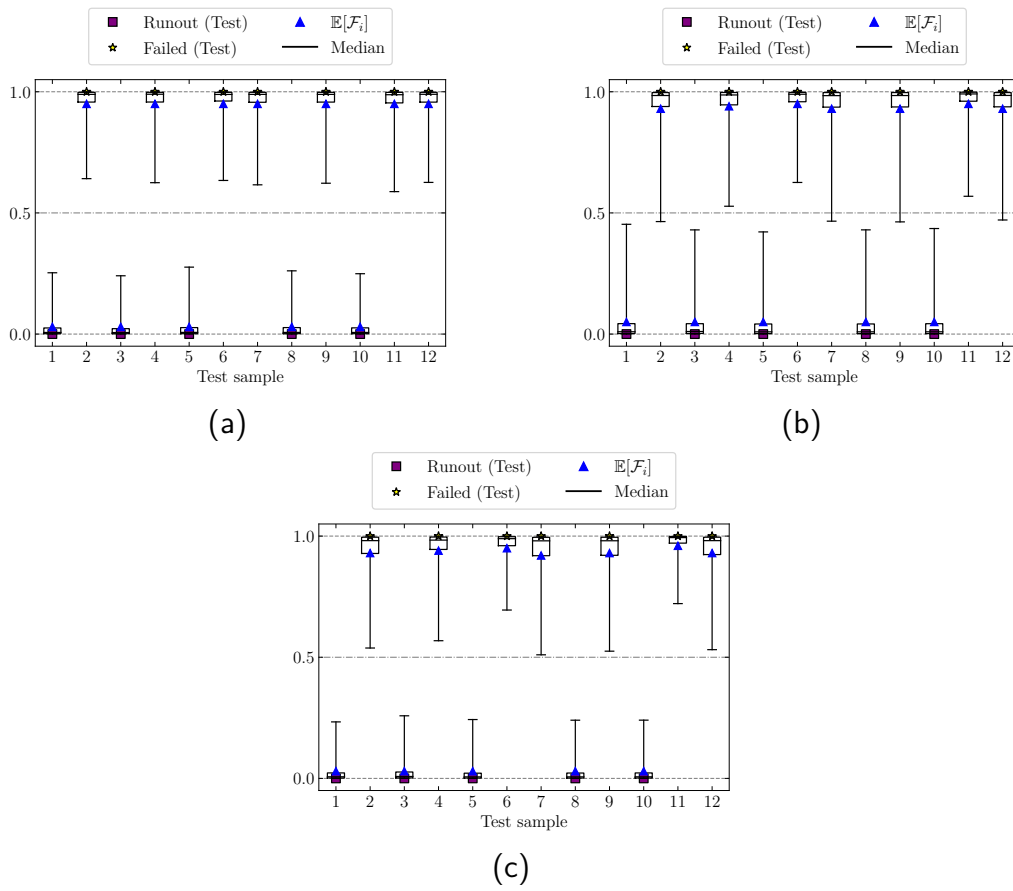 Runout (Test)
Failed (Test)
𝔼[ℱᵢ]
Median
1.0
0.5
0.0
1 2 3 4 5 6 7 8 9 10 11 12
Test sample
(a)
Runout (Test)
Failed (Test)
𝔼[ℱᵢ]
Median
1.0
0.5
0.0
1 2 3 4 5 6 7 8 9 10 11 12
Test sample
(b)
Runout (Test)
Failed (Test)
𝔼[ℱᵢ]
Median
1.0
0.5
0.0
1 2 3 4 5 6 7 8 9 10 11 12
Test sample
(c)